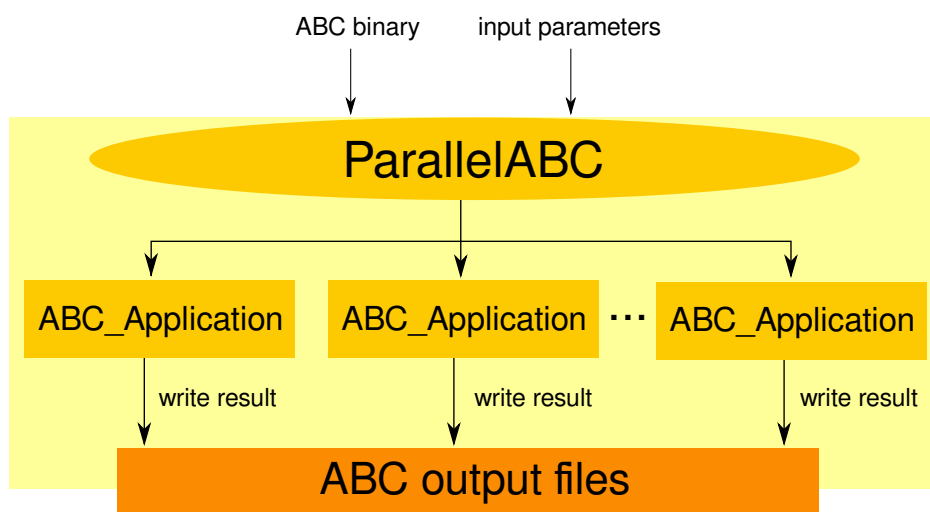 ABC binary
input parameters
ParallelABC
ABC_Application
ABC_Application
...
ABC_Application
write result
write result
write result
ABC output files